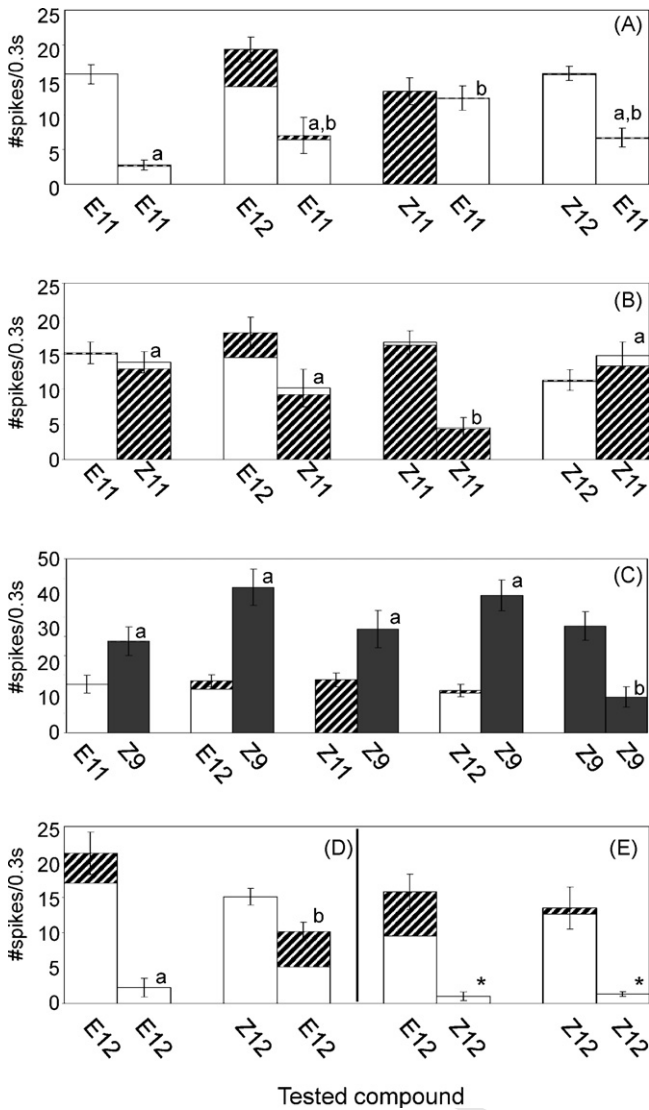 (A)
#spikes/0.3s
25
20
15
10
5
0
a
a,b
b
a,b
E11 E11 E12 E11 Z11 E11 Z12 E11
(B)
#spikes/0.3s
25
20
15
10
5
0
a
a
b
a
E11 Z11 E12 Z11 Z11 Z11 Z12 Z11
(C)
#spikes/0.3s
50
40
30
20
10
0
a
a
a
a
b
E11 Z9 E12 Z9 Z11 Z9 Z12 Z9 Z9 Z9
(D)
(E)
#spikes/0.3s
25
20
15
10
5
0
a
b
*
*
E12 E12 Z12 E12 E12 Z12 Z12 Z12
Tested compound